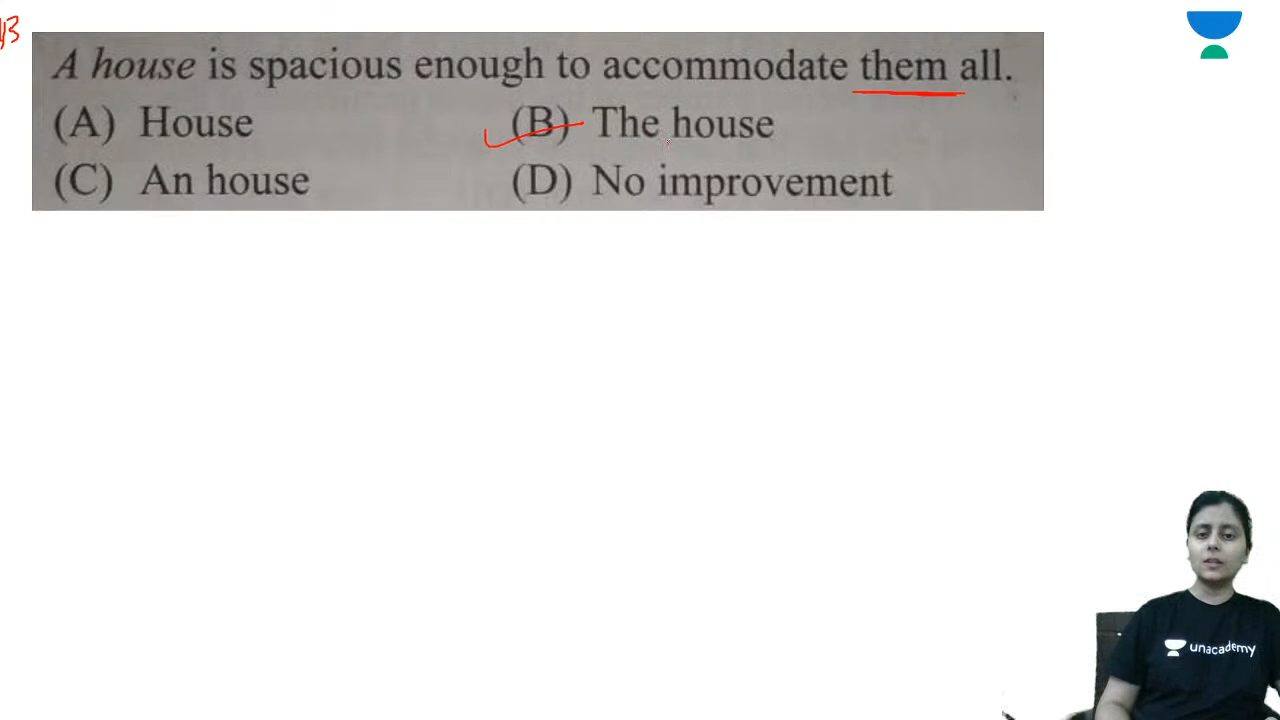 A house is spacious enough to accommodate them all.
(A) House (B) The house
(C) An house (D) No improvement
unacademy